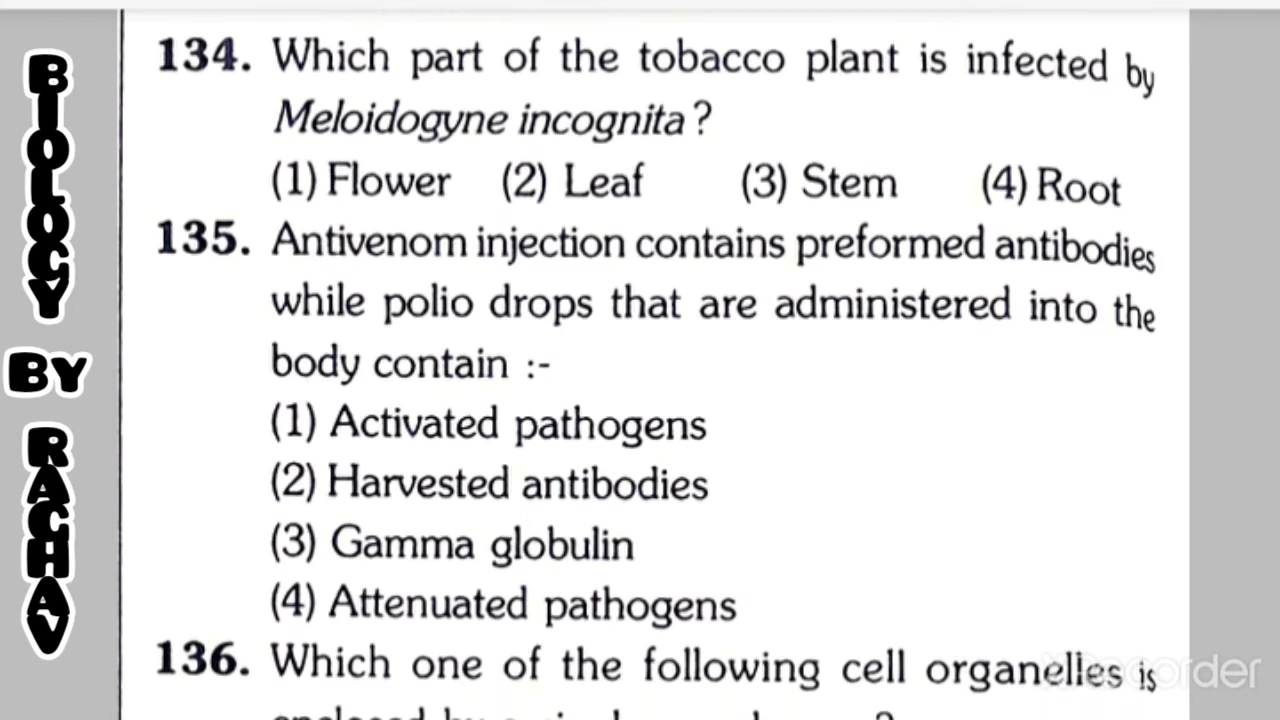 BIOLOGY BY RAGHAV
134. Which part of the tobacco plant is infected by
Meloidogyne incognita ?
(1) Flower (2) Leaf (3) Stem (4) Root
135. Antivenom injection contains preformed antibodies
while polio drops that are administered into the
body contain :-
(1) Activated pathogens
(2) Harvested antibodies
(3) Gamma globulin
(4) Attenuated pathogens
136. Which one of the following cell organelles is
XRecorder